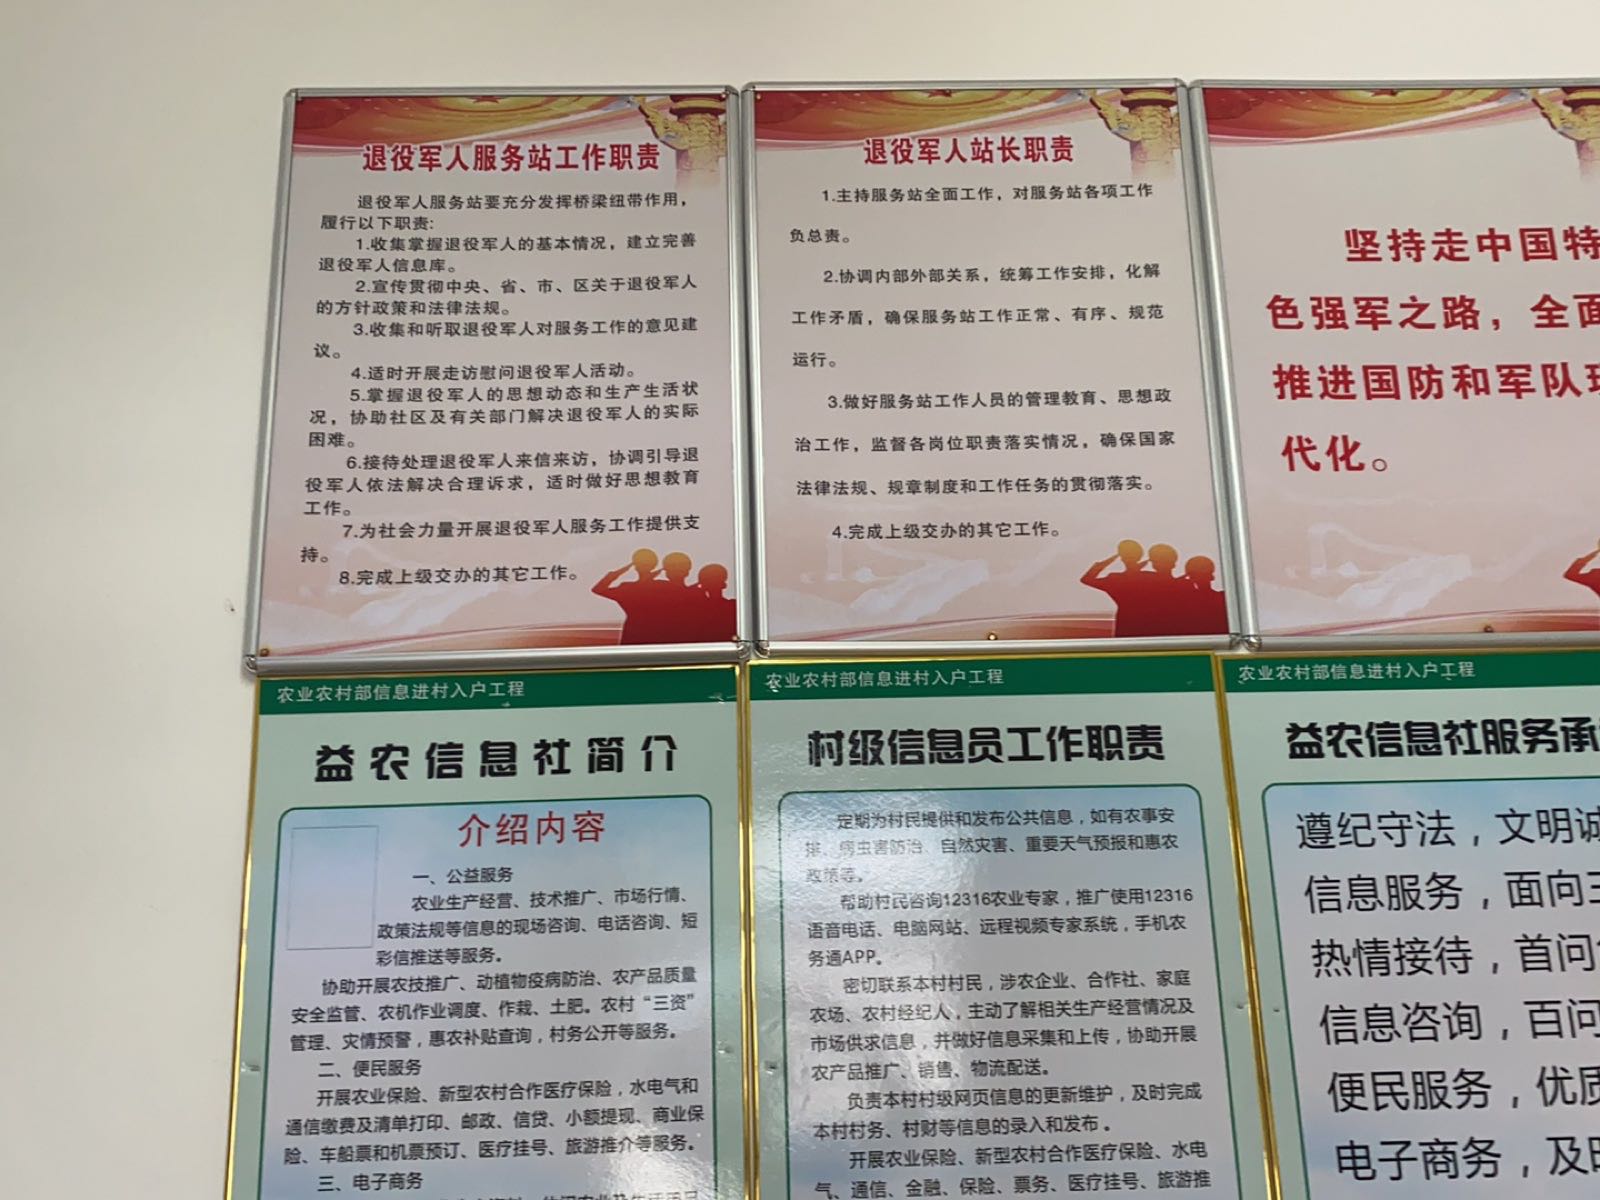 退役军人服务站工作职责
退役军人服务站要充分发挥桥梁纽带作用，
履行以下职责:
1.收集掌握退役军人的基本情况，建立完善
退役军人信息库。
2.宣传贯彻中央、省、市、区关于退役军人
的方针政策和法律法规。
3.收集和听取退役军人对服务工作的意见建
议。
4.适时开展走访慰问退役军人活动。
5.掌握退役军人的思想动态和生产生活状
况，协助社区及有关部门解决退役军人的实际
困难。
6.接待处理退役军人来信来访，协调引导退
役军人依法解决合理诉求，适时做好思想教育
工作。
7.为社会力量开展退役军人服务工作提供支
持。
8.完成上级交办的其它工作。
退役军人站长职责
1.主持服务站全面工作，对服务站各项工作
负总责。
2.协调内部外部关系，统筹工作安排，化解
工作矛盾，确保服务站工作正常、有序、规范
运行。
3.做好服务站工作人员的管理教育、思想政
治工作，监督各岗位职责落实情况，确保国家
法律法规、规章制度和工作任务的贯彻落实。
4.完成上级交办的其它工作。
坚持走中国特
色强军之路，全面
推进国防和军队现
代化。
农业农村部信息进村入户工程
益农信息社简介
介绍内容
一、公益服务
农业生产经营、技术推广、市场行情、
政策法规等信息的现场咨询、电话咨询、短
彩信推送等服务。
协助开展农技推广、动植物疫病防治、农产品质量
安全监管、农机作业调度、作栽、土肥。农村“三资”
管理、灾情预警，惠农补贴查询，村务公开等服务。
二、便民服务
开展农业保险、新型农村合作医疗保险，水电气和
通信缴费及清单打印、邮政、信贷、小额提现、商业保
险、车船票和机票预订、医疗挂号、旅游推介等服务。
三、电子商务
农业农村部信息进村入户工程
村级信息员工作职责
定期为村民提供和发布公共信息，如有农事安
排、病虫害防治、自然灾害、重要天气预报和惠农
政策等。
帮助村民咨询12316农业专家，推广使用12316
语音电话、电脑网站、远程视频专家系统，手机农
务通APP。
密切联系本村村民，涉农企业、合作社、家庭
农场、农村经纪人，主动了解相关生产经营情况及
市场供求信息，并做好信息采集和上传，协助开展
农产品推广、销售、物流配送。
负责本村村级网页信息的更新维护，及时完成
本村村务、村财等信息的录入和发布。
开展农业保险、新型农村合作医疗保险、水电
气、通信、金融、保险、票务、医疗挂号、旅游推
农业农村部信息进村入户工程
益农信息社服务承
遵纪守法，文明诚
信息服务，面向三
热情接待，首问
信息咨询，百问
便民服务，优质
电子商务，及时